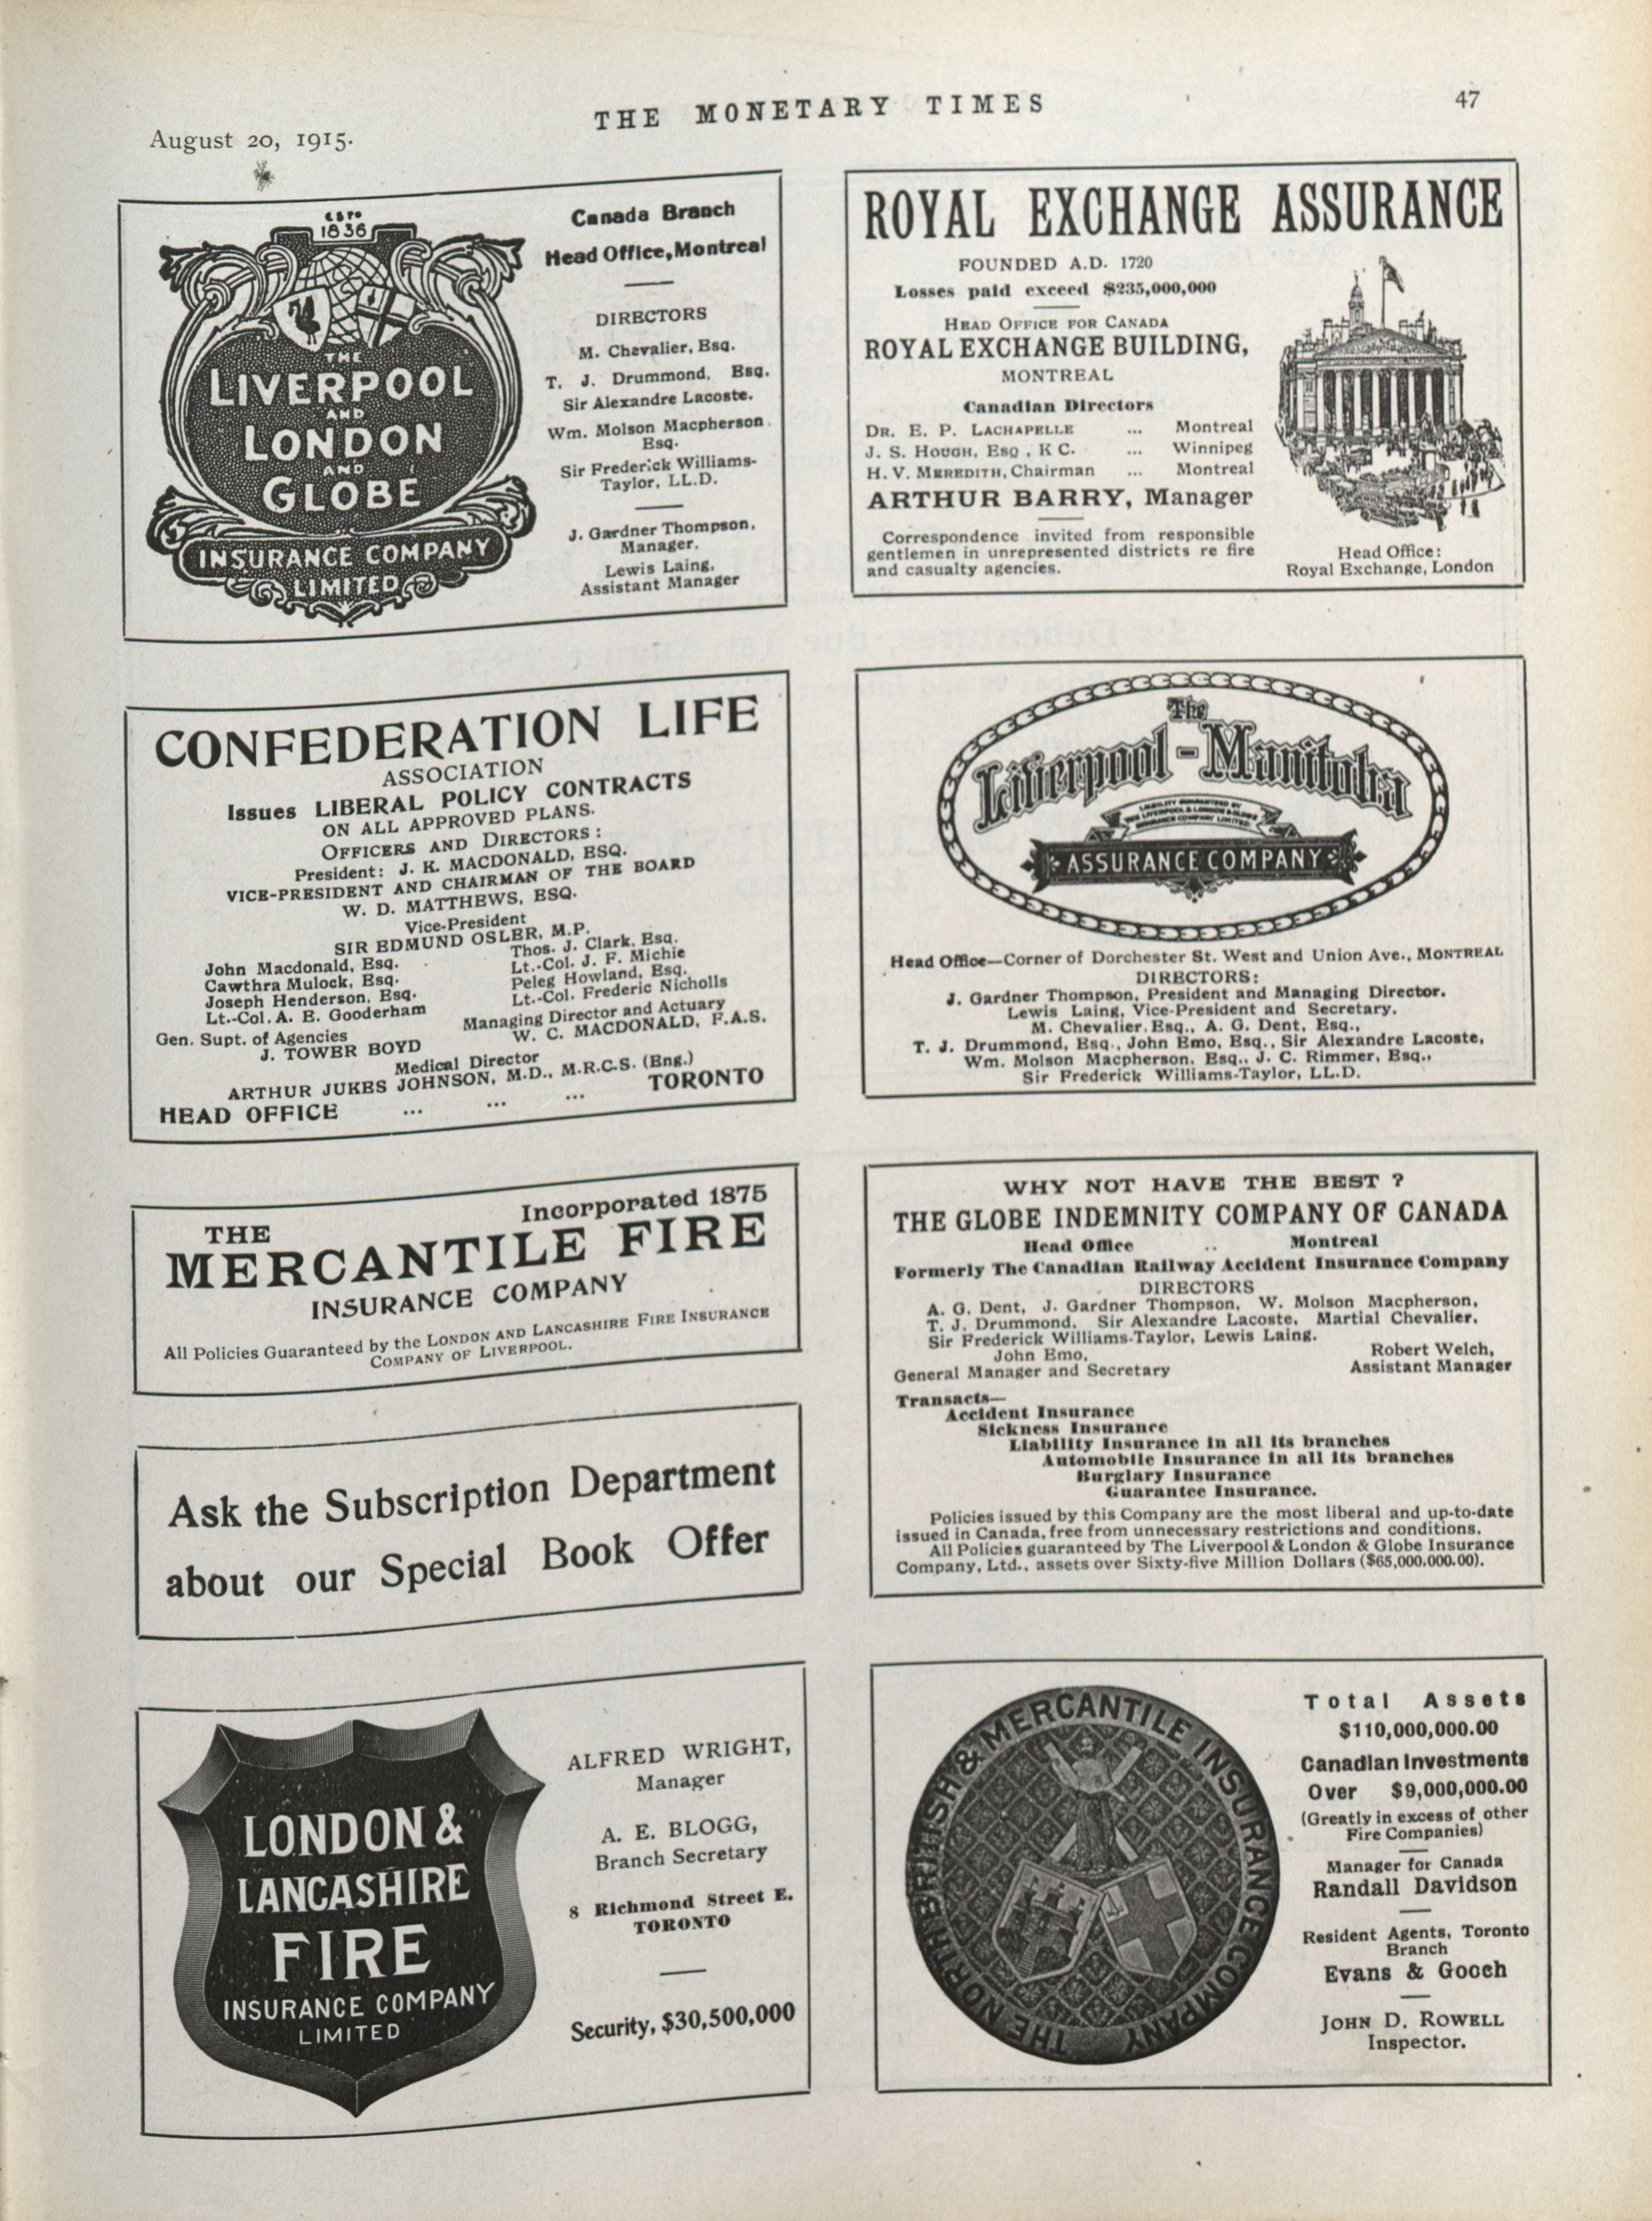 August 20, 1915.
THE MONETARY TIMES
47
ESTD
1836
THE
LIVERPOOL
AND
LONDON
AND
GLOBE
INSURANCE COMPANY
LIMITED
Canada Branch
Head Office, Montreal
DIRECTORS
M. Chevalier, Esq.
T. J. Drummond, Esq.
Sir Alexandre Lacoste.
Wm. Molson Macpherson,
Esq.
Sir Frederick Williams-
Taylor, LL.D.
J. Gardner Thompson,
Manager.
Lewis Laing,
Assistant Manager
ROYAL EXCHANGE ASSURANCE
FOUNDED A.D. 1720
Losses paid exceed $235,000,000
HEAD OFFICE FOR CANADA
ROYAL EXCHANGE BUILDING,
MONTREAL
Canadian Directors
DR. E. P. LACHAPELLE ... Montreal
J. S. HOUGH, ESQ., K C. ... Winnipeg
H. V. MEREDITH, Chairman ... Montreal
ARTHUR BARRY, Manager
Correspondence invited from responsible
gentlemen in unrepresented districts re fire
and casualty agencies.
Head Office:
Royal Exchange, London
CONFEDERATION LIFE
ASSOCIATION
Issues LIBERAL POLICY CONTRACTS
ON ALL APPROVED PLANS.
OFFICERS AND DIRECTORS:
President: J. K. MACDONALD, ESQ.
VICE-PRESIDENT AND CHAIRMAN OF THE BOARD
W. D. MATTHEWS, ESQ.
Vice-President
SIR EDMUND OSLER, M.P.
John Macdonald, Esq. Thos. J. Clark, Esq.
Cawthra Mulock, Esq. Lt.-Col. J. F. Michie
Joseph Henderson, Esq. Peleg Howland, Esq.
Lt.-Col. A. E. Gooderham Lt.-Col. Frederic Nicholls
Gen. Supt. of Agencies Managing Director and Actuary
J. TOWER BOYD W. C. MACDONALD, F.A.S.
Medical Director
ARTHUR JUKES JOHNSON, M.D., M.R.C.S. (Eng.)
HEAD OFFICE ... ... ... TORONTO
The
Liverpool-Manitoba
LIABILITY GUARANTEED BY
THE LIVERPOOL & LONDON & GLOBE
INSURANCE COMPANY LIMITED
ASSURANCE COMPANY
Head Office—Corner of Dorchester St. West and Union Ave., MONTREAL
DIRECTORS:
J. Gardner Thompson, President and Managing Director.
Lewis Laing, Vice-President and Secretary.
M. Chevalier, Esq., A. G. Dent, Esq.,
T. J. Drummond, Esq., John Emo, Esq., Sir Alexandre Lacoste,
Wm. Molson Macpherson, Esq., J. C. Rimmer, Esq.,
Sir Frederick Williams-Taylor, LL.D.
Incorporated 1875
THE
MERCANTILE FIRE
INSURANCE COMPANY
All Policies Guaranteed by the LONDON AND LANCASHIRE FIRE INSURANCE
COMPANY OF LIVERPOOL.
WHY NOT HAVE THE BEST ?
THE GLOBE INDEMNITY COMPANY OF CANADA
Head Office .. Montreal
Formerly The Canadian Railway Accident Insurance Company
DIRECTORS
A. G. Dent, J. Gardner Thompson, W. Molson Macpherson,
T. J. Drummond, Sir Alexandre Lacoste, Martial Chevalier,
Sir Frederick Williams-Taylor, Lewis Laing.
John Emo, Robert Welch,
General Manager and Secretary Assistant Manager
Transacts—
Accident Insurance
Sickness Insurance
Liability Insurance in all its branches
Automobile Insurance in all its branches
Burglary Insurance
Guarantee Insurance.
Policies issued by this Company are the most liberal and up-to-date
issued in Canada, free from unnecessary restrictions and conditions.
All Policies guaranteed by The Liverpool & London & Globe Insurance
Company, Ltd., assets over Sixty-five Million Dollars ($65,000,000.00).
Ask the Subscription Department
about our Special Book Offer
LONDON &
LANCASHIRE
FIRE
INSURANCE COMPANY
LIMITED
ALFRED WRIGHT,
Manager
A. E. BLOGG,
Branch Secretary
8 Richmond Street E.
TORONTO
Security, $30,500,000
THE NORTH BRITISH & MERCANTILE INSURANCE COMPANY
Total Assets
$110,000,000.00
Canadian Investments
Over $9,000,000.00
(Greatly in excess of other
Fire Companies)
Manager for Canada
Randall Davidson
Resident Agents, Toronto
Branch
Evans & Gooch
JOHN D. ROWELL
Inspector.